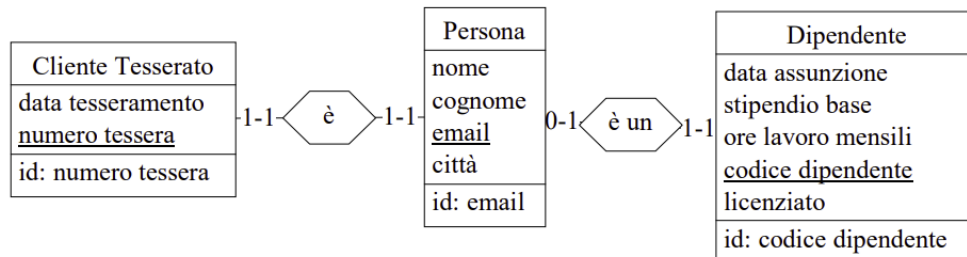 Cliente Tesserato
data tesseramento
numero tessera
id: numero tessera
1-1
è
1-1
Persona
nome
cognome
email
città
id: email
0-1
è un
1-1
Dipendente
data assunzione
stipendio base
ore lavoro mensili
codice dipendente
licenziato
id: codice dipendente